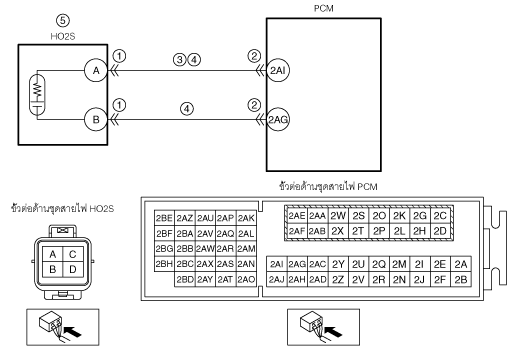 PCM
⑤
HO2S
A
①
③④
②
2AI
B
①
④
②
2AG
ขั้วต่อด้านชุดสายไฟ PCM
ขั้วต่อด้านชุดสายไฟ HO2S
A C
B D
2BE 2AZ 2AU 2AP 2AK
2BF 2BA 2AV 2AQ 2AL
2BG 2BB 2AW 2AR 2AM
2BH 2BC 2AX 2AS 2AN
2BD 2AY 2AT 2AO
2AE 2AA 2W 2S 2O 2K 2G 2C
2AF 2AB 2X 2T 2P 2L 2H 2D
2AI 2AG 2AC 2Y 2U 2Q 2M 2I 2E 2A
2AJ 2AH 2AD 2Z 2V 2R 2N 2J 2F 2B